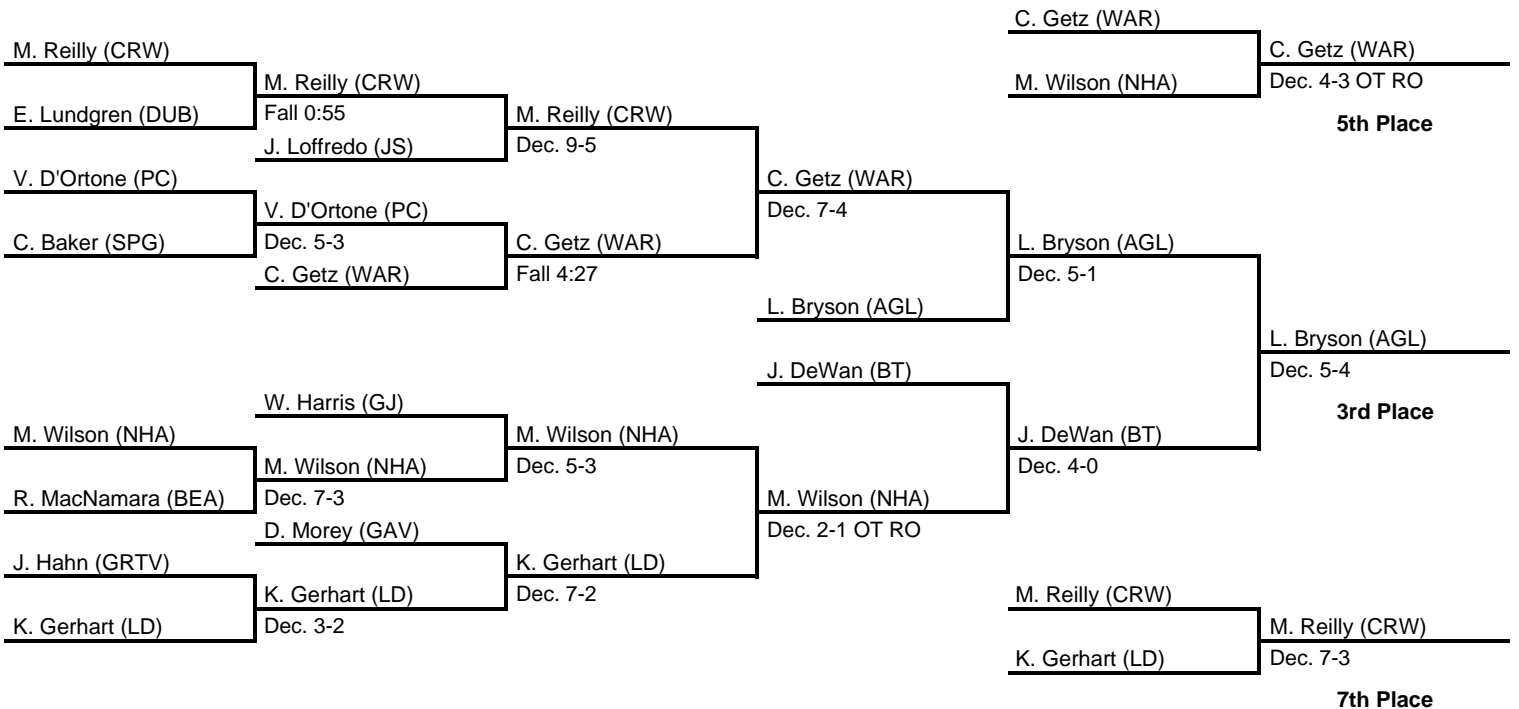 C. Getz (WAR)
M. Reilly (CRW)
C. Getz (WAR)
M. Reilly (CRW)
M. Wilson (NHA)
Dec. 4-3 OT RO
E. Lundgren (DUB)
Fall 0:55
M. Reilly (CRW)
5th Place
J. Loffredo (JS)
Dec. 9-5
V. D'Ortone (PC)
C. Getz (WAR)
V. D'Ortone (PC)
Dec. 7-4
C. Baker (SPG)
Dec. 5-3
C. Getz (WAR)
L. Bryson (AGL)
C. Getz (WAR)
Fall 4:27
Dec. 5-1
L. Bryson (AGL)
L. Bryson (AGL)
J. DeWan (BT)
Dec. 5-4
W. Harris (GJ)
3rd Place
M. Wilson (NHA)
M. Wilson (NHA)
J. DeWan (BT)
M. Wilson (NHA)
Dec. 5-3
Dec. 4-0
R. MacNamara (BEA)
Dec. 7-3
M. Wilson (NHA)
D. Morey (GAV)
Dec. 2-1 OT RO
J. Hahn (GRTV)
K. Gerhart (LD)
K. Gerhart (LD)
Dec. 7-2
M. Reilly (CRW)
K. Gerhart (LD)
Dec. 3-2
M. Reilly (CRW)
K. Gerhart (LD)
Dec. 7-3
7th Place